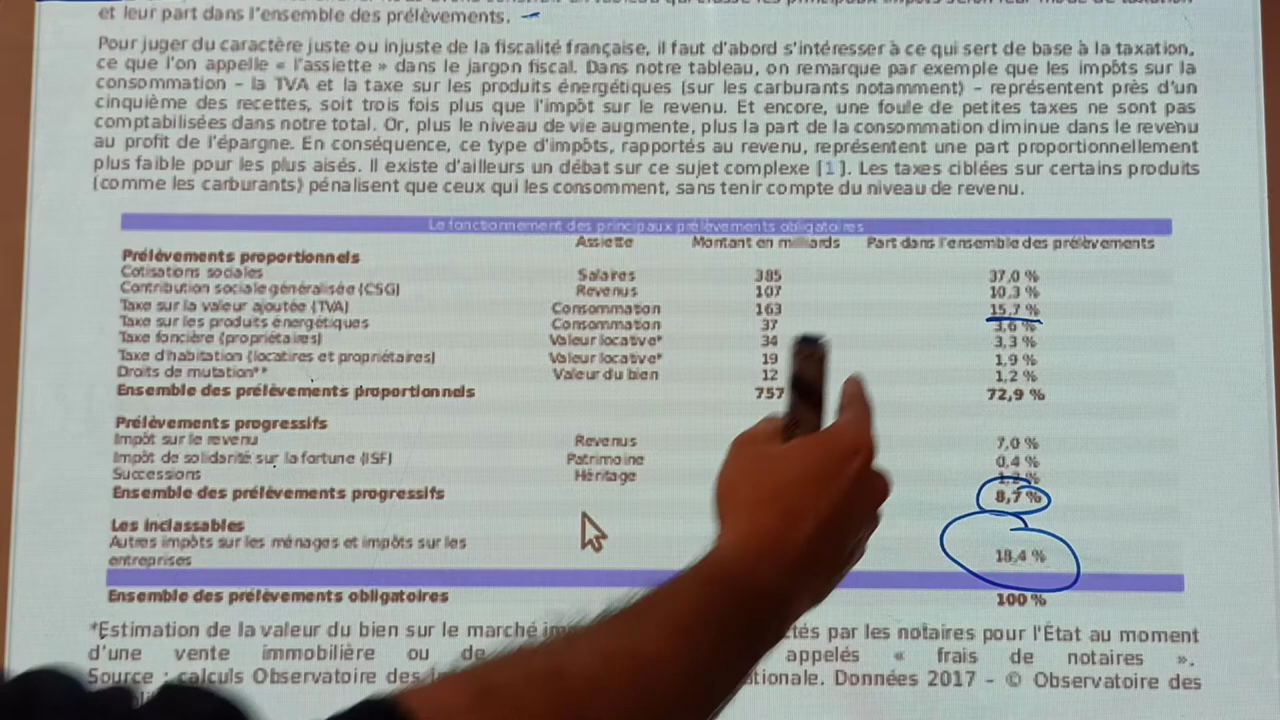 et leur part dans l'ensemble des prélèvements.
Pour juger du caractère juste ou injuste de la fiscalité française, il faut d'abord s'intéresser à ce qui sert de base à la taxation,
ce que l'on appelle « l'assiette » dans le jargon fiscal. Dans notre tableau, on remarque par exemple que les impôts sur la
consommation – la TVA et la taxe sur les produits énergétiques (sur les carburants notamment) – représentent près d'un
cinquième des recettes, soit trois fois plus que l'impôt sur le revenu. Et encore, une foule de petites taxes ne sont pas
comptabilisées dans notre total. Or, plus le niveau de vie augmente, plus la part de la consommation diminue dans le revenu
au profit de l'épargne. En conséquence, ce type d'impôts, rapportés au revenu, représentent une part proportionnellement
plus faible pour les plus aisés. Il existe d'ailleurs un débat sur ce sujet complexe [1]. Les taxes ciblées sur certains produits
(comme les carburants) pénalisent que ceux qui les consomment, sans tenir compte du niveau de revenu.
Le fonctionnement des principaux prélèvements obligatoires
Assiette Montant en milliards Part dans l'ensemble des prélèvements
Prélèvements proportionnels
Cotisations sociales Salaires 385 37,0 %
Contribution sociale généralisée (CSG) Revenus 107 10,3 %
Taxe sur la valeur ajoutée (TVA) Consommation 163 15,7 %
Taxe sur les produits énergétiques Consommation 37 3,6 %
Taxe foncière (propriétaires) Valeur locative* 34 3,3 %
Taxe d'habitation (locataires et propriétaires) Valeur locative* 19 1,9 %
Droits de mutation** Valeur du bien 12 1,2 %
Ensemble des prélèvements proportionnels 757 72,9 %
Prélèvements progressifs
Impôt sur le revenu Revenus 7,0 %
Impôt de solidarité sur la fortune (ISF) Patrimoine 0,4 %
Successions Héritage 1,2 %
Ensemble des prélèvements progressifs 8,7 %
Les inclassables
Autres impôts sur les ménages et impôts sur les
entreprises 18,4 %
Ensemble des prélèvements obligatoires 100 %
*Estimation de la valeur du bien sur le marché par les notaires pour l'État au moment
d'une vente immobilière ou de appelés « frais de notaires ».
Source : calculs Observatoire des Données 2017 – © Observatoire des